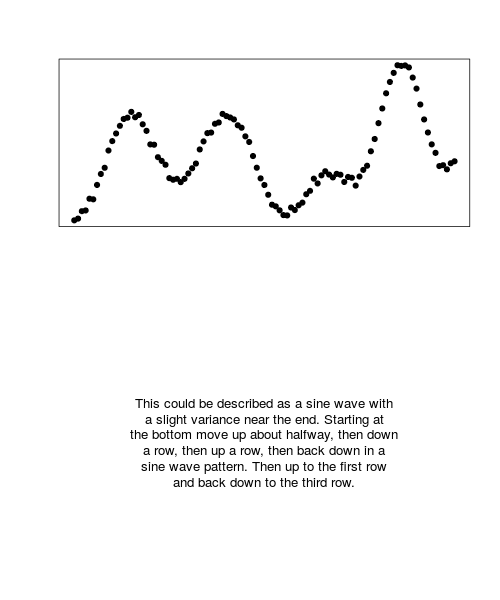 This could be described as a sine wave with
a slight variance near the end. Starting at
the bottom move up about halfway, then down
a row, then up a row, then back down in a
sine wave pattern. Then up to the first row
and back down to the third row.